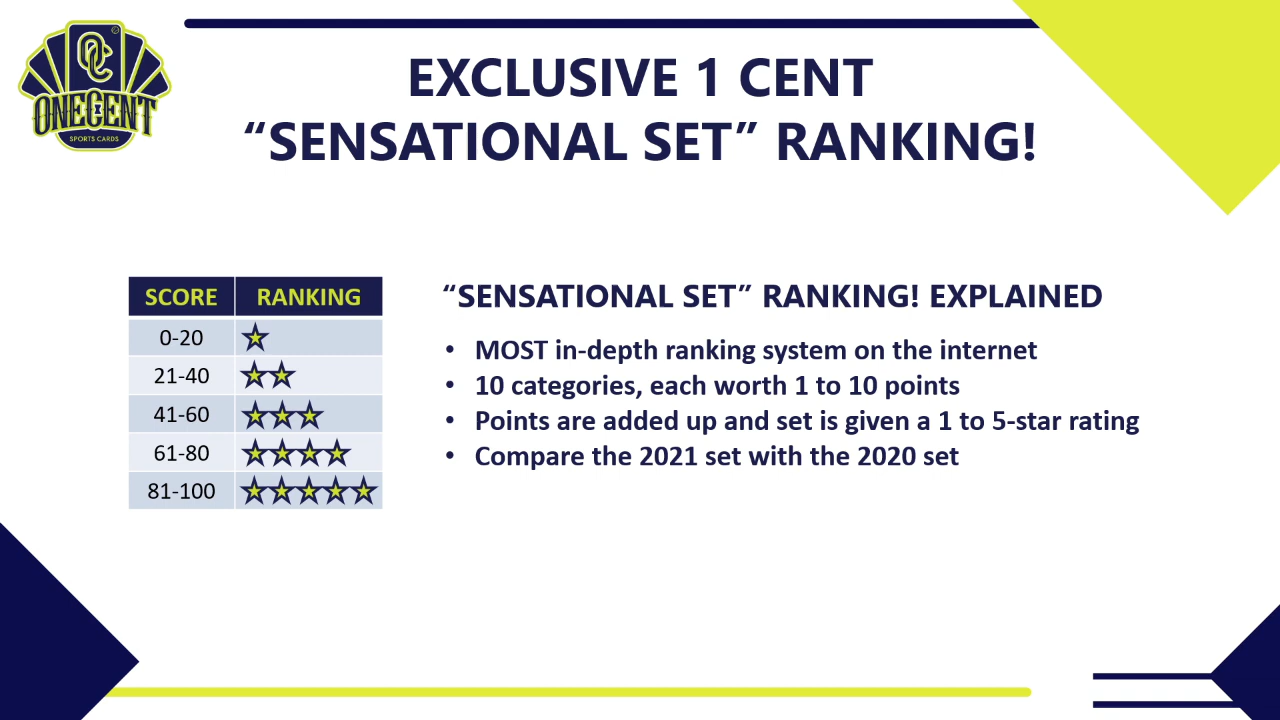 OC
ONECENT
SPORTS CARDS
EXCLUSIVE 1 CENT
“SENSATIONAL SET” RANKING!
SCORE RANKING
0-20
21-40
41-60
61-80
81-100
“SENSATIONAL SET” RANKING! EXPLAINED
• MOST in-depth ranking system on the internet
• 10 categories, each worth 1 to 10 points
• Points are added up and set is given a 1 to 5-star rating
• Compare the 2021 set with the 2020 set